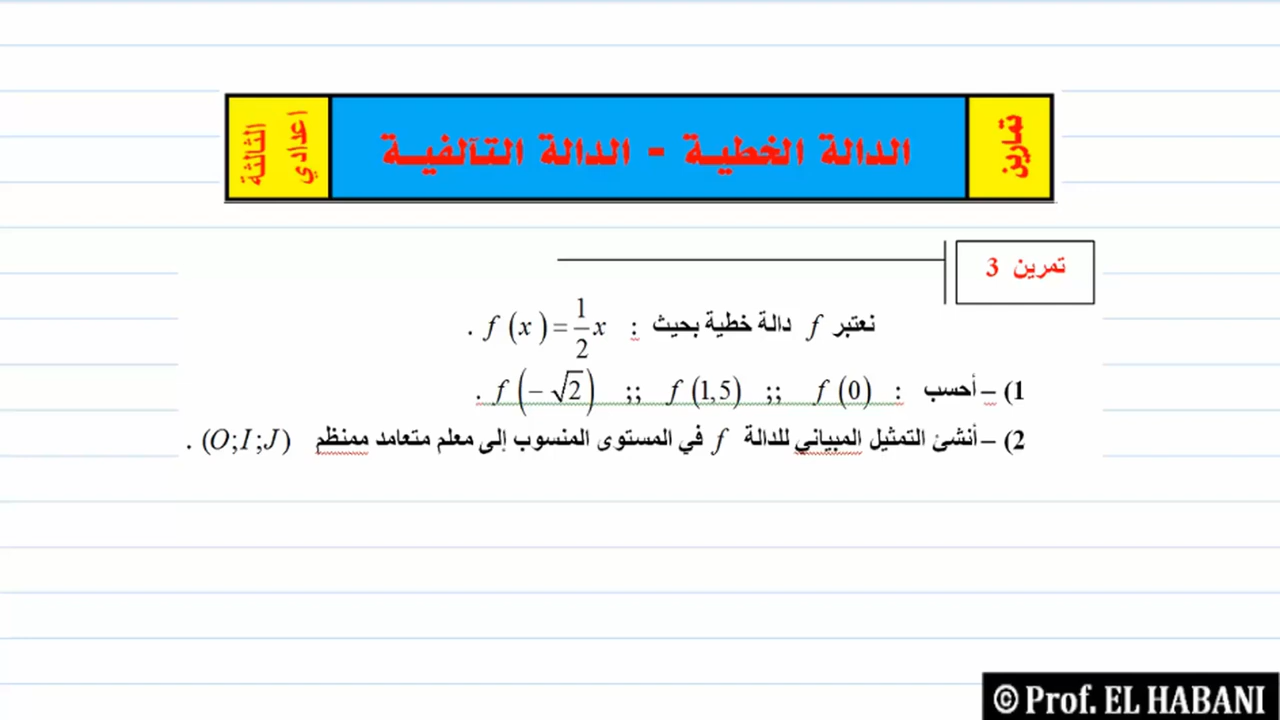 تمارين
الدالة الخطية - الدالة التآلفية
الثالثة
اعدادي
تمرين 3
نعتبر f دالة خطية بحيث : f(x) = 1/2 x .
1) – أحسب : f(0) ;; f(1,5) ;; f(-√2) .
2) – أنشئ التمثيل المبياني للدالة f في المستوى المنسوب إلى معلم متعامد ممنظم (O;I;J) .
© Prof. EL HABANI